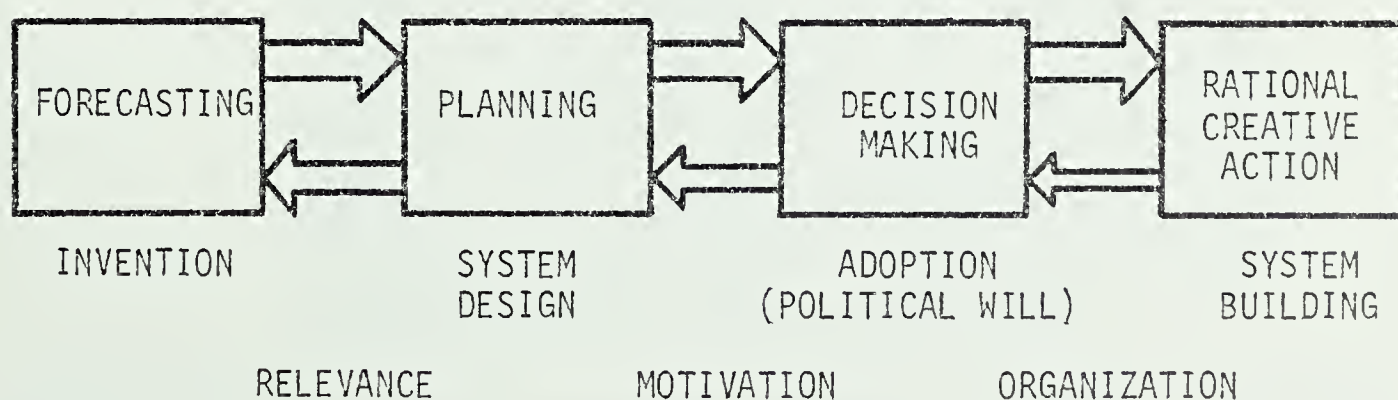 FORECASTING
PLANNING
DECISION
MAKING
RATIONAL
CREATIVE
ACTION
INVENTION
SYSTEM
DESIGN
ADOPTION
(POLITICAL WILL)
SYSTEM
BUILDING
RELEVANCE
MOTIVATION
ORGANIZATION